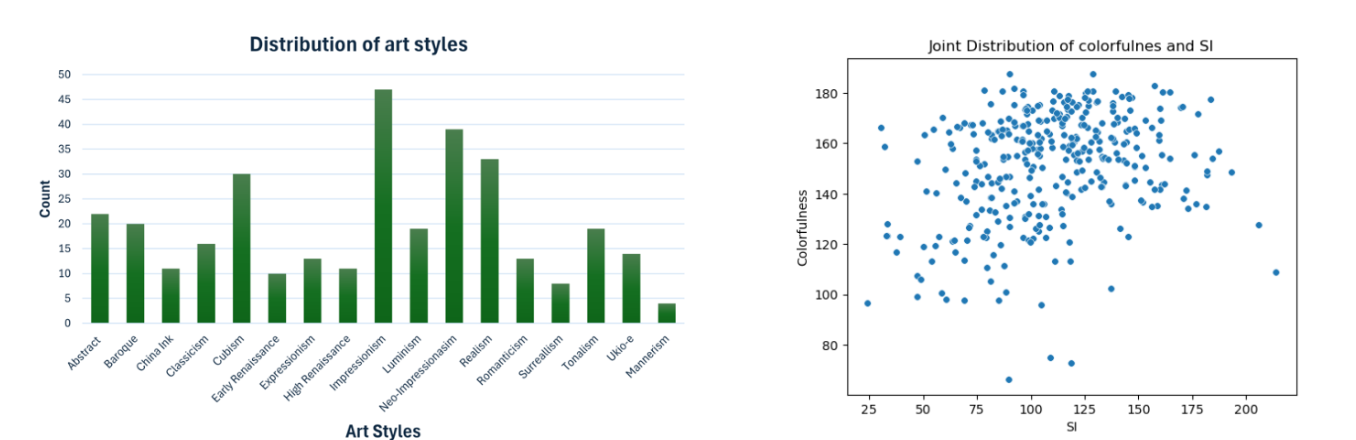 Distribution of art styles
Count
50
45
40
35
30
25
20
15
10
5
0
Abstract
Baroque
China Ink
Classicism
Cubism
Early Renaissance
Expressionism
High Renaissance
Impressionism
Luminism
Neo-Impressionasim
Realism
Romanticism
Surreallism
Tonalism
Ukio-e
Mannerism
Art Styles
Joint Distribution of colorfulnes and SI
Colorfulness
180
160
140
120
100
80
25 50 75 100 125 150 175 200
SI